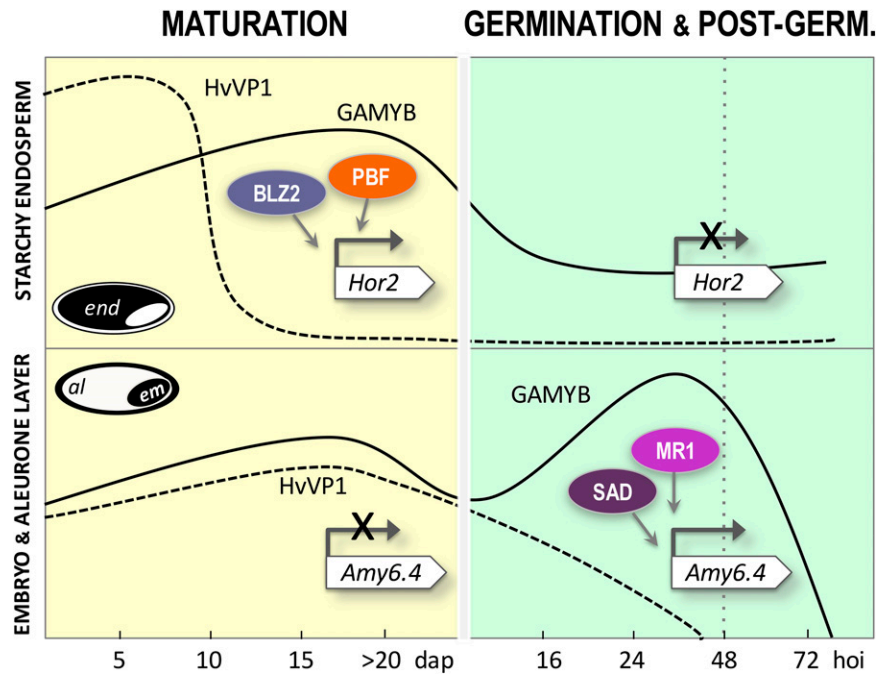 MATURATION
GERMINATION & POST-GERM.
STARCHY ENDOSPERM
HvVP1
GAMYB
BLZ2
PBF
Hor2
end
X
Hor2
EMBRYO & ALEURONE LAYER
al
em
HvVP1
X
Amy6.4
GAMYB
MR1
SAD
Amy6.4
5 10 15 >20 dap 16 24 48 72 hoi